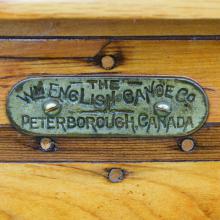 THE
WM ENGLISH CANOE CO.
PETERBOROUGH, CANADA